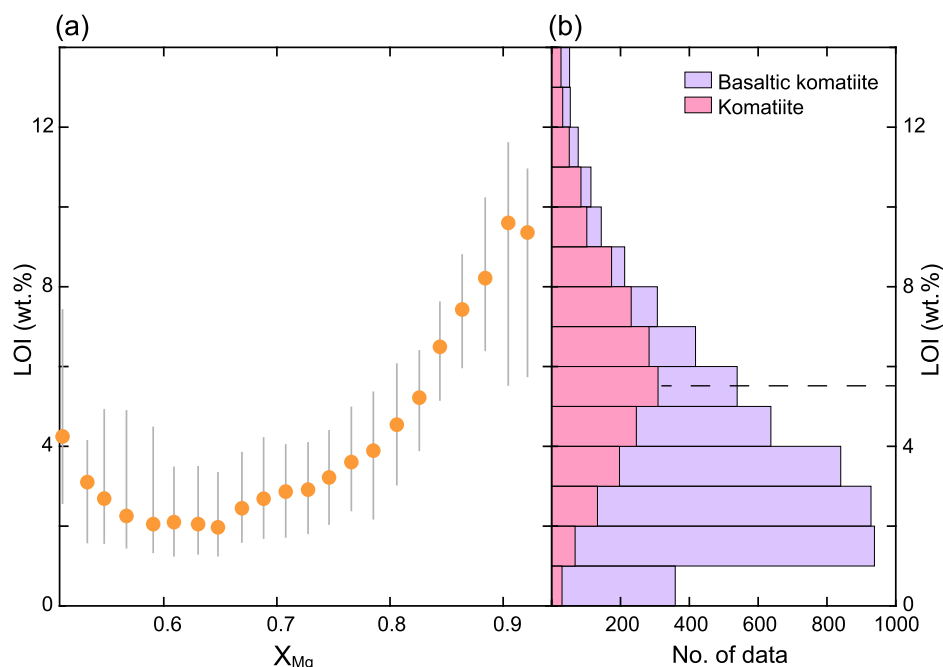 (a)
(b)
Basaltic komatiite
Komatiite
12
8
4
0
LOI (wt.%)
0.6 0.7 0.8 0.9
X_Mg
12
8
4
0
LOI (wt.%)
200 400 600 800 1000
No. of data